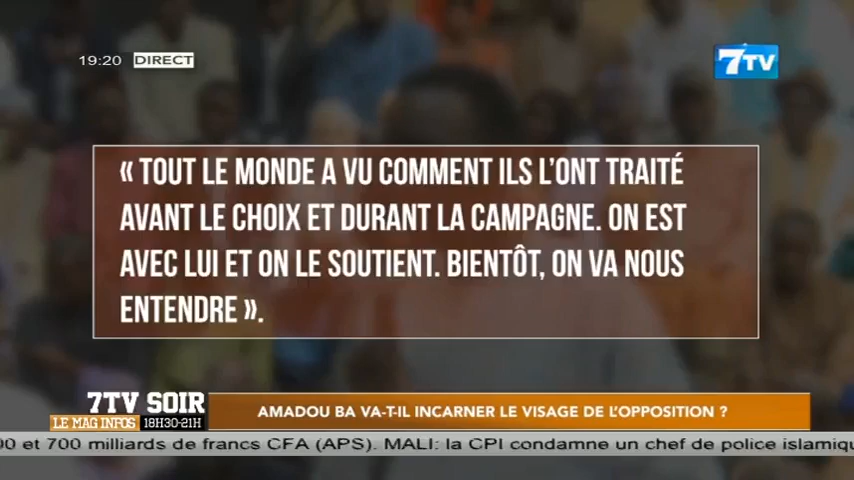 19:20 DIRECT
7TV
« TOUT LE MONDE A VU COMMENT ILS L'ONT TRAITÉ
AVANT LE CHOIX ET DURANT LA CAMPAGNE. ON EST
AVEC LUI ET ON LE SOUTIENT. BIENTÔT, ON VA NOUS
ENTENDRE ».
7TV SOIR
LE MAG INFOS 18H30-21H
AMADOU BA VA-T-IL INCARNER LE VISAGE DE L'OPPOSITION ?
00 et 700 milliards de francs CFA (APS). MALI: la CPI condamne un chef de police islamiqu